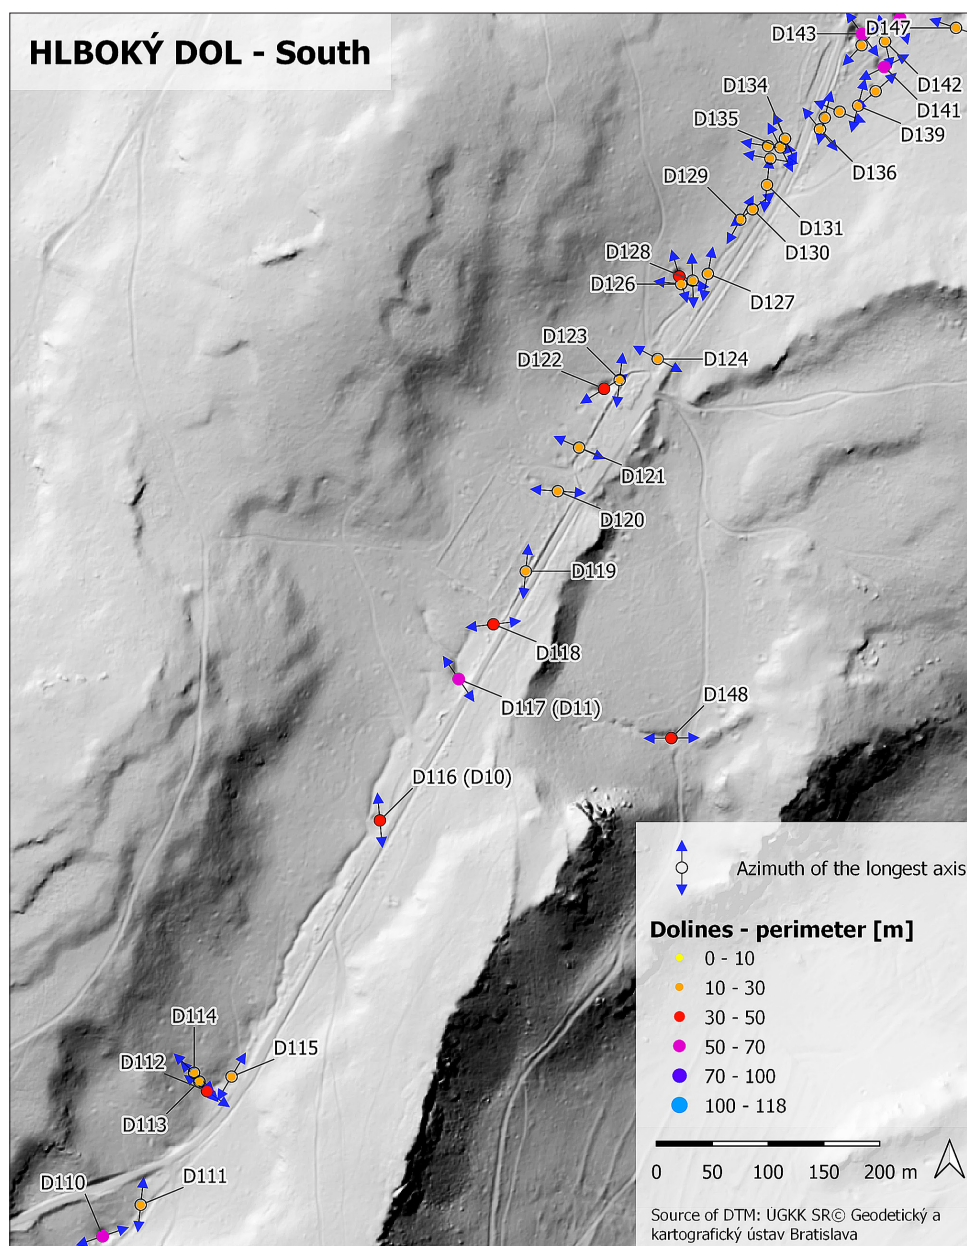 HLBOKÝ DOL - South
D143
D147
D142
D134
D141
D135
D139
D136
D129
D131
D130
D128
D126
D127
D123
D122
D124
D121
D120
D119
D118
D117 (D11)
D148
D116 (D10)
Azimuth of the longest axis
Dolines - perimeter [m]
0 - 10
10 - 30
30 - 50
50 - 70
70 - 100
100 - 118
D114
D115
D112
D113
D110
D111
0 50 100 150 200 m
Source of DTM: ÚGKK SR© Geodetický a
kartografický ústav Bratislava